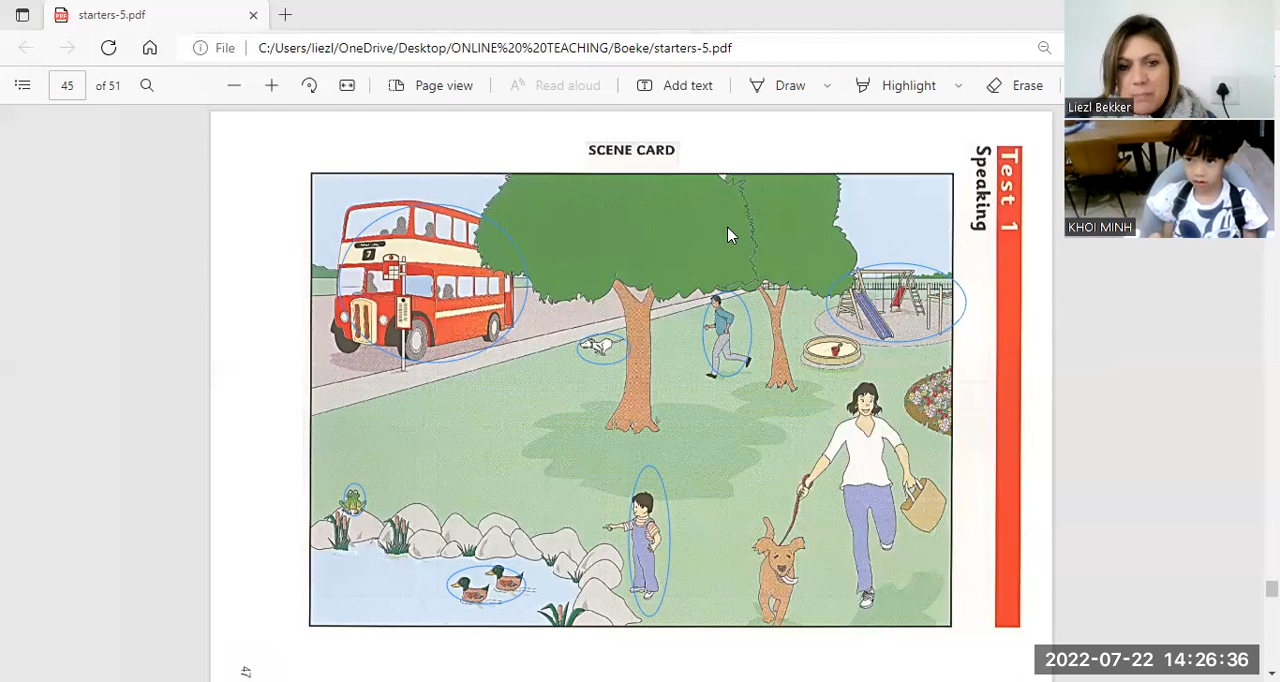 starters-5.pdf
File
C:/Users/liezl/OneDrive/Desktop/ONLINE%20%20TEACHING/Boeke/starters-5.pdf
45 of 51
Page view
Read aloud
Add text
Draw
Highlight
Erase
Liezl Bekker
KHOI MINH
SCENE CARD
Test 1
Speaking
7
47
2022-07-22 14:26:36